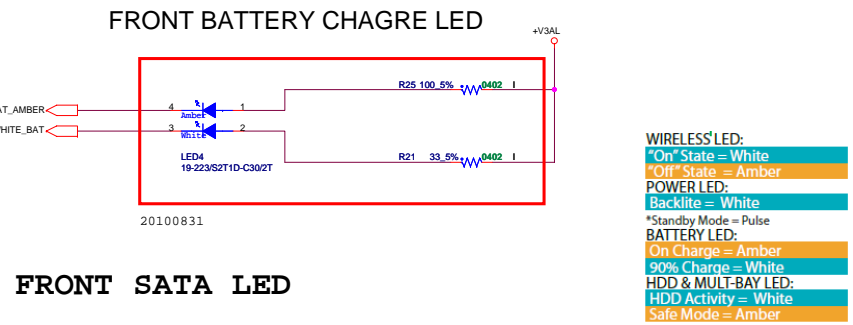 FRONT BATTERY CHAGRE LED
+V3AL
R25 100_5% 0402 I
AT_AMBER
4 1
Amber
HITE_BAT
3 2
White
LED4
R21 33_5% 0402 I
19-223/S2T1D-C30/2T
20100831
FRONT SATA LED
WIRELESS LED:
"On" State = White
"Off" State = Amber
POWER LED:
Backlite = White
*Standby Mode = Pulse
BATTERY LED:
On Charge = Amber
90% Charge = White
HDD & MULT-BAY LED:
HDD Activity = White
Safe Mode = Amber